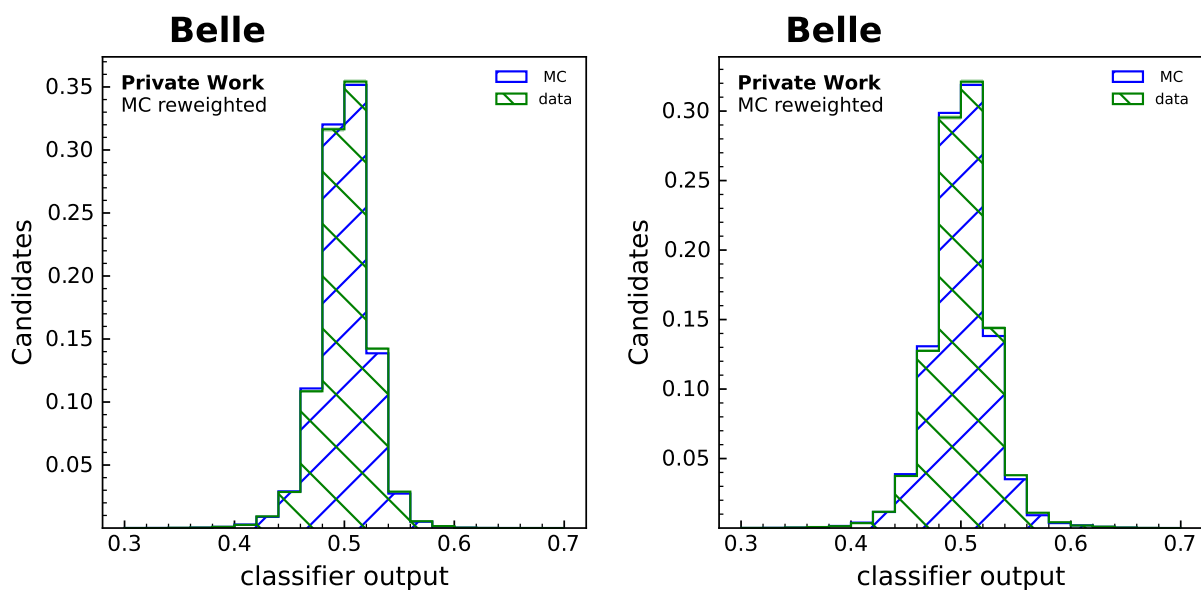 Belle
Private Work
MC reweighted
MC
data
0.35
0.30
0.25
0.20
0.15
0.10
0.05
Candidates
0.3 0.4 0.5 0.6 0.7
classifier output
Belle
Private Work
MC reweighted
MC
data
0.30
0.25
0.20
0.15
0.10
0.05
Candidates
0.3 0.4 0.5 0.6 0.7
classifier output